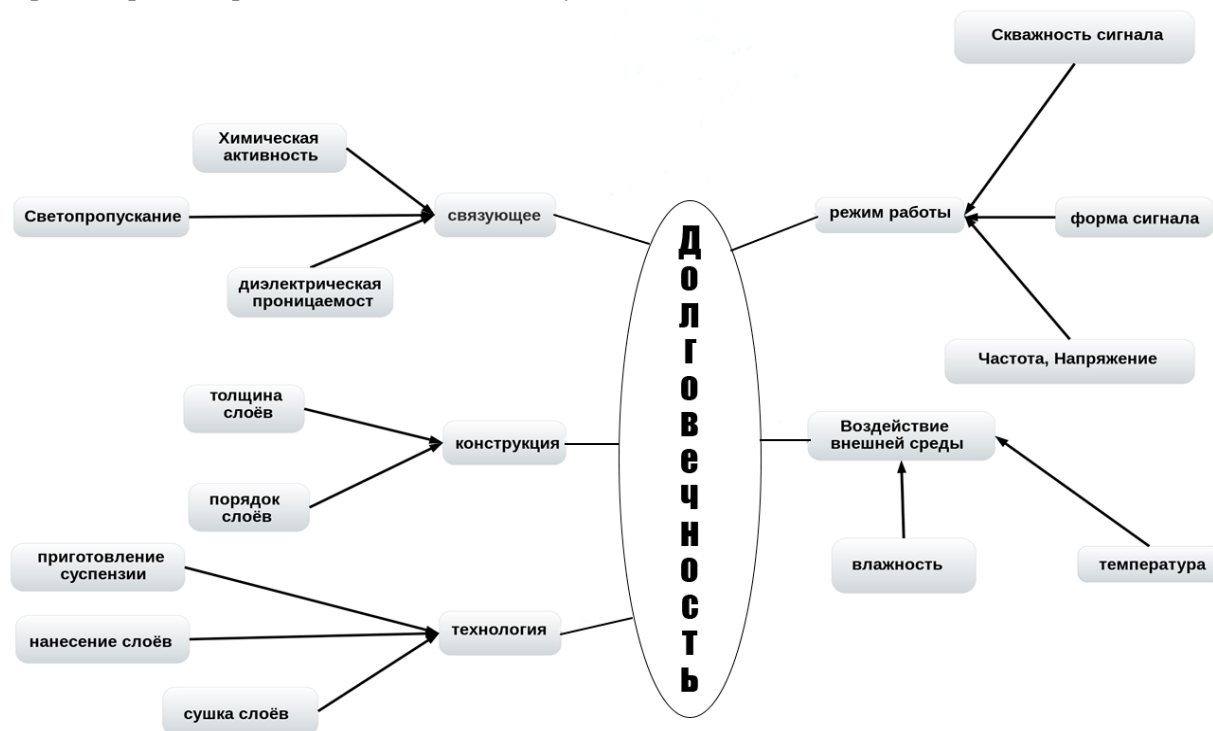 Скважность сигнала
Химическая
активность
Светопропускание
связующее
режим работы
форма сигнала
диэлектрическая
проницаемост
Частота, Напряжение
толщина
слоёв
Воздействие
внешней среды
конструкция
порядок
слоёв
приготовление
суспензии
влажность
температура
нанесение слоёв
технология
сушка слоёв
Долговечность